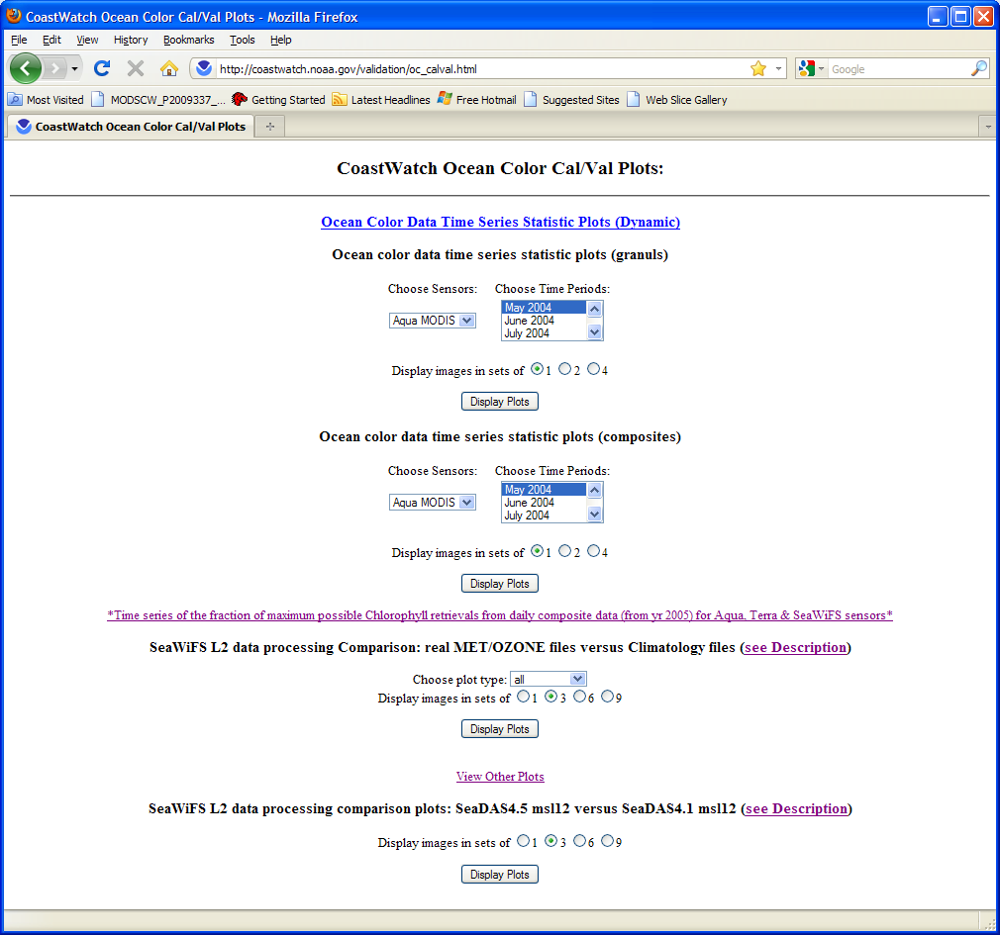 CoastWatch Ocean Color Cal/Val Plots - Mozilla Firefox
File Edit View History Bookmarks Tools Help
http://coastwatch.noaa.gov/validation/oc_calval.html Google
Most Visited MODSCW_P2009337_... Getting Started Latest Headlines Free Hotmail Suggested Sites Web Slice Gallery
CoastWatch Ocean Color Cal/Val Plots
CoastWatch Ocean Color Cal/Val Plots:
Ocean Color Data Time Series Statistic Plots (Dynamic)
Ocean color data time series statistic plots (granuls)
Choose Sensors: Choose Time Periods:
May 2004
Aqua MODIS June 2004
July 2004
Display images in sets of 1 2 4
Display Plots
Ocean color data time series statistic plots (composites)
Choose Sensors: Choose Time Periods:
May 2004
Aqua MODIS June 2004
July 2004
Display images in sets of 1 2 4
Display Plots
*Time series of the fraction of maximum possible Chlorophyll retrievals from daily composite data (from yr 2005) for Aqua, Terra & SeaWiFS sensors*
SeaWiFS L2 data processing Comparison: real MET/OZONE files versus Climatology files (see Description)
Choose plot type: all
Display images in sets of 1 3 6 9
Display Plots
View Other Plots
SeaWiFS L2 data processing comparison plots: SeaDAS4.5 msl12 versus SeaDAS4.1 msl12 (see Description)
Display images in sets of 1 3 6 9
Display Plots